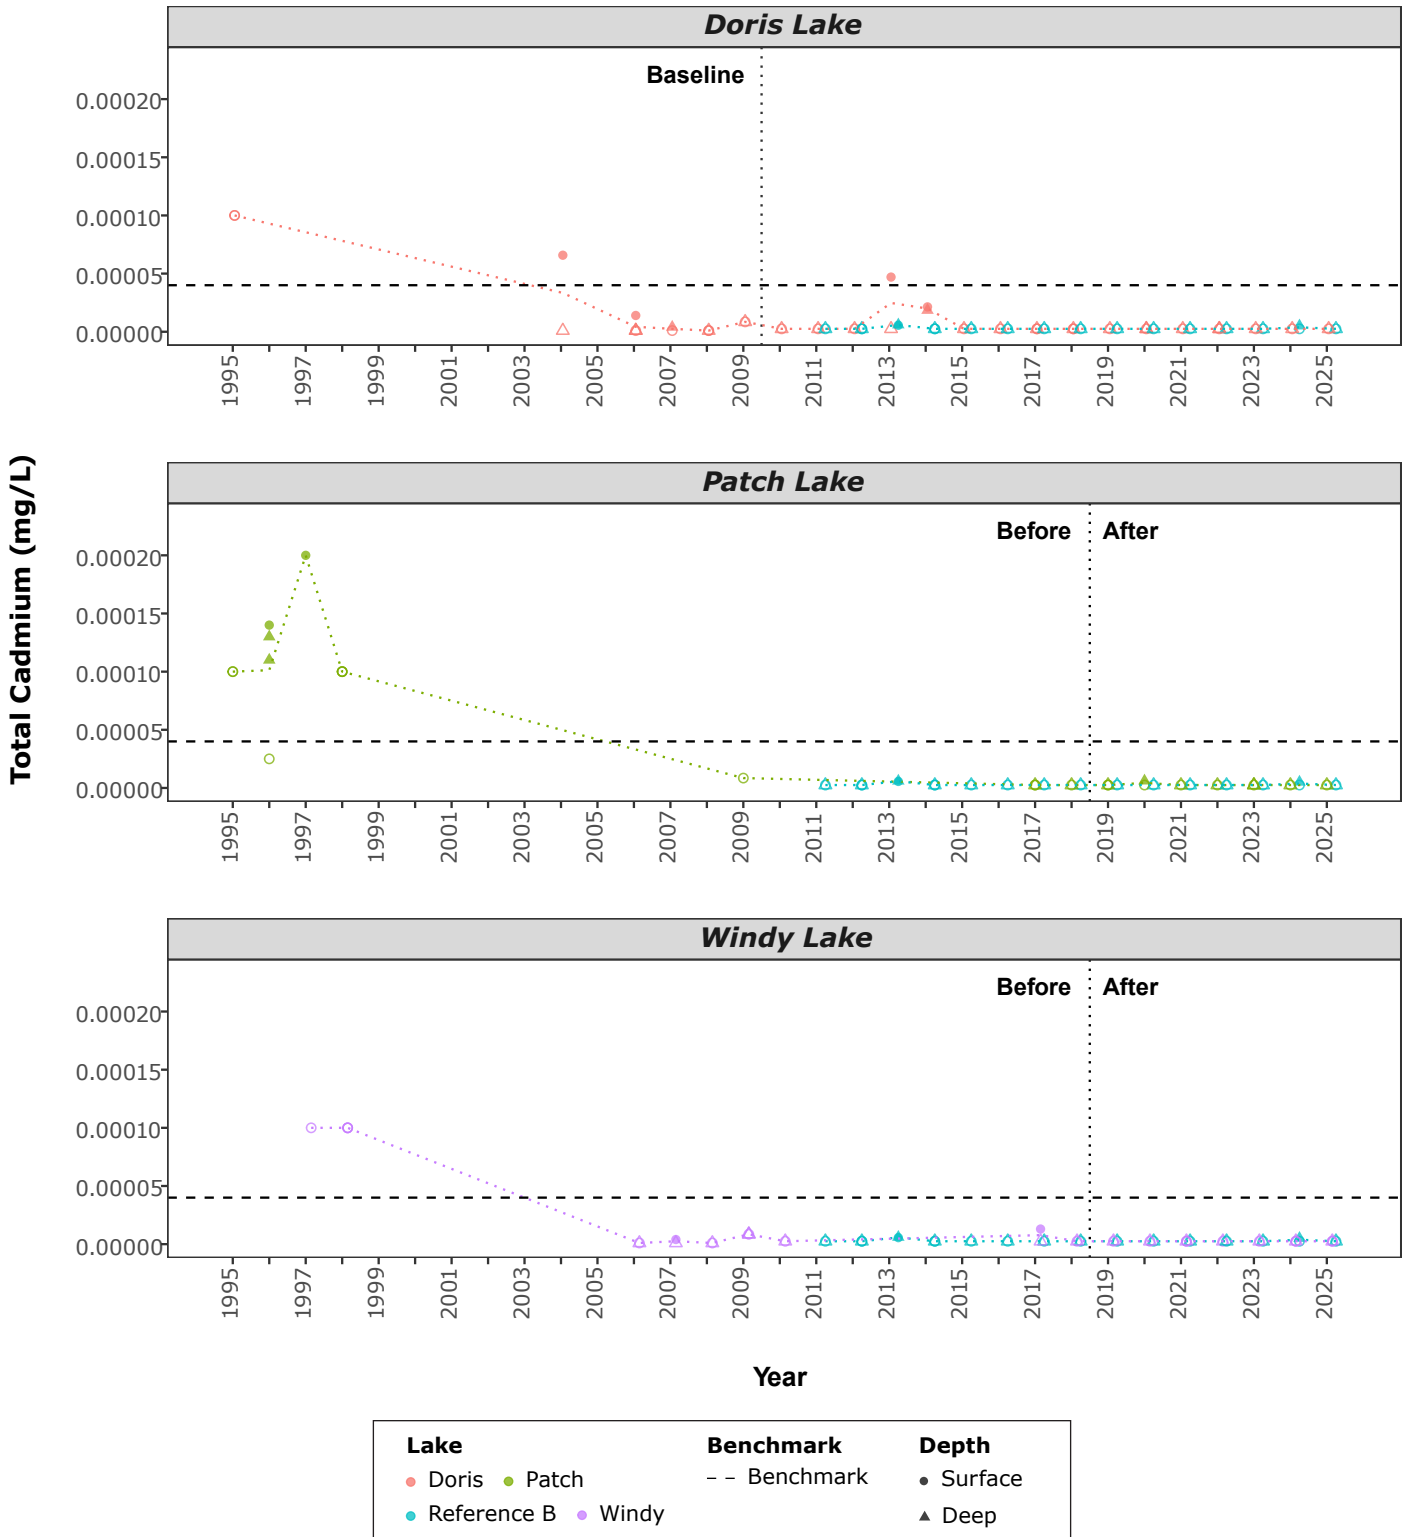 Doris Lake
Baseline
0.00020
0.00015
0.00010
0.00005
0.00000
1995 1997 1999 2001 2003 2005 2007 2009 2011 2013 2015 2017 2019 2021 2023 2025
Total Cadmium (mg/L)
Patch Lake
Before After
0.00020
0.00015
0.00010
0.00005
0.00000
1995 1997 1999 2001 2003 2005 2007 2009 2011 2013 2015 2017 2019 2021 2023 2025
Windy Lake
Before After
0.00020
0.00015
0.00010
0.00005
0.00000
1995 1997 1999 2001 2003 2005 2007 2009 2011 2013 2015 2017 2019 2021 2023 2025
Year
Lake Benchmark Depth
Doris Patch Benchmark Surface
Reference B Windy Deep